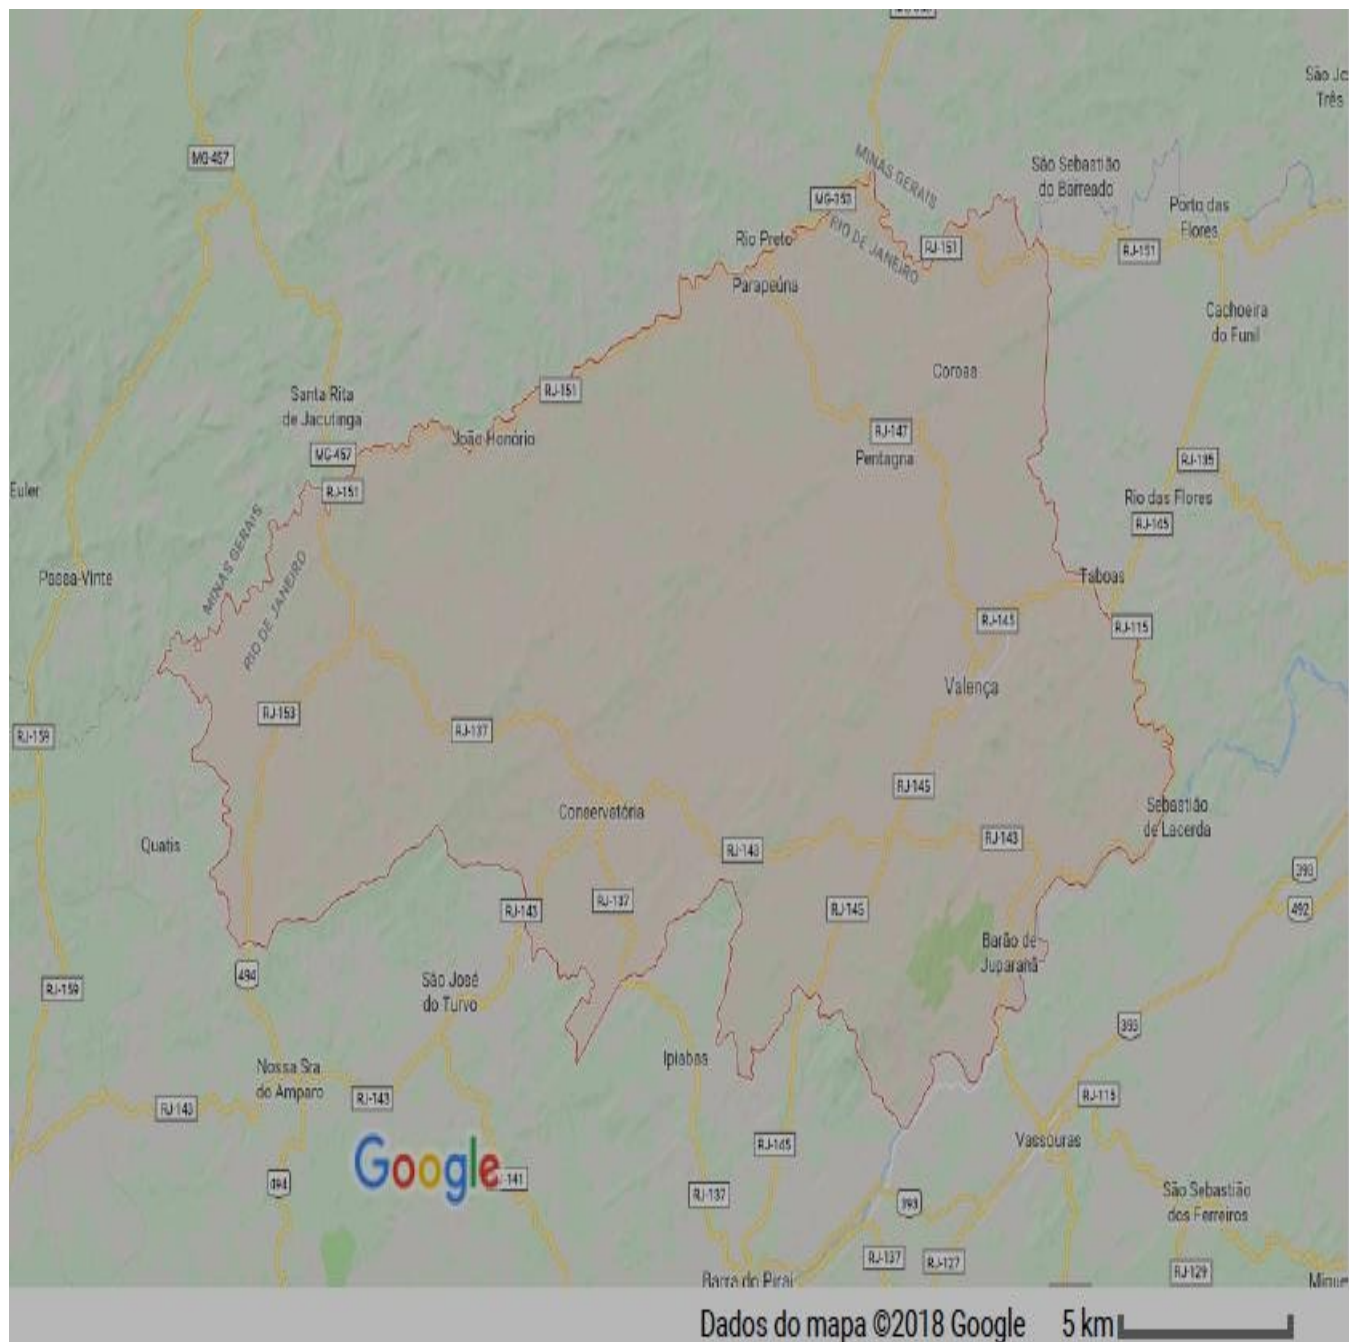 São Jo
Três
MG-457
MINAS GERAIS
São Sebastião
do Barreado
MG-353
Porto das
Flores
Rio Preto
RIO DE JANEIRO
RJ-151
RJ-151
Parapeúna
Cachoeira
do Funil
Coroas
RJ-151
Santa Rita
de Jacutinga
João Honório
RJ-147
Pentagna
MG-457
RJ-135
RJ-151
Euler
Rio das Flores
RJ-145
MINAS GERAIS
RIO DE JANEIRO
Passa-Vinte
Taboas
RJ-145
RJ-115
Valença
RJ-153
RJ-137
RJ-159
RJ-145
Conservatória
Sebastião
de Lacerda
Quatis
RJ-143
RJ-143
393
RJ-137
RJ-143
RJ-145
492
Barão de
Juparanã
494
São José
do Turvo
RJ-159
393
Ipiabas
Nossa Sra
do Amparo
RJ-143
RJ-143
RJ-115
Vassouras
RJ-145
Google
-141
494
RJ-137
393
São Sebastião
dos Ferreiros
RJ-137
RJ-127
RJ-129
Barra do Piraí
Migue
Dados do mapa ©2018 Google 5 km